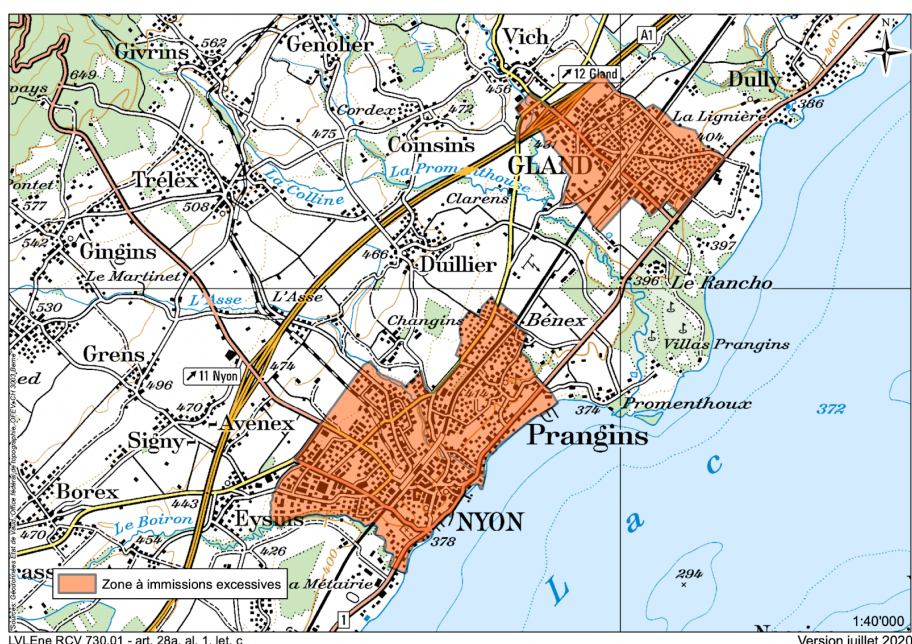 Vich
A1
N
Givrins
562
Genolier
12 Gland
Dully
400
649
456
386
Cordex
472
La Lignière
475
Coinsins
404
GLAND
La Promenthouse
Trélex
La Colline
Clarens
577
508
542
Gingins
466
Duillier
397
Le Martinet
396
Le Rancho
L'Asse
L'Asse
530
Changins
Bénex
Villas Prangins
Grens
474
11 Nyon
496
374
Promenthoux
372
470
Avenex
Prangins
Signy
c
Borex
443
NYON
a
Le Boiron
Eysins
470
454
378
426
400
294
Zone à immissions excessives
a Métairie
L
1
1:40'000
LVLEne RCV 730.01 - art. 28a, al. 1, let. c
Version juillet 2020